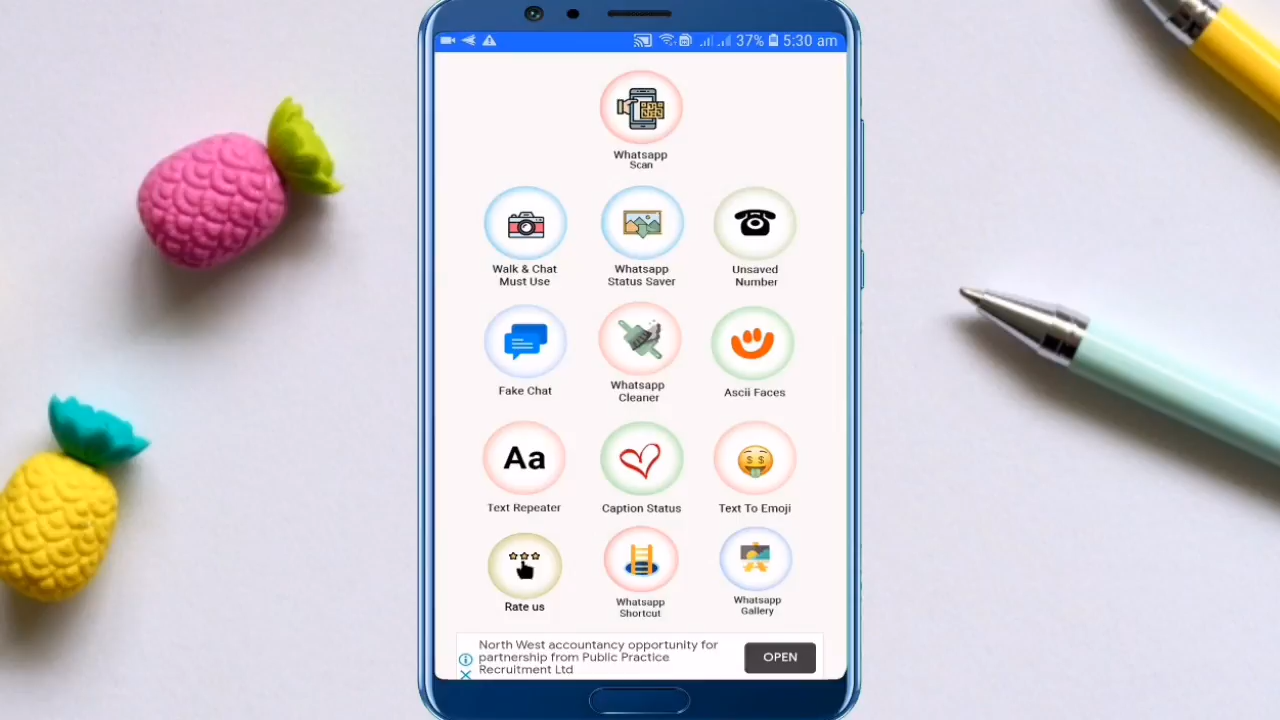 37% 5:30 am
Whatsapp
Scan
Walk & Chat
Must Use
Whatsapp
Status Saver
Unsaved
Number
Fake Chat
Whatsapp
Cleaner
Ascii Faces
Aa
Text Repeater
Caption Status
Text To Emoji
Rate us
Whatsapp
Shortcut
Whatsapp
Gallery
North West accountancy opportunity for
partnership from Public Practice
Recruitment Ltd
OPEN